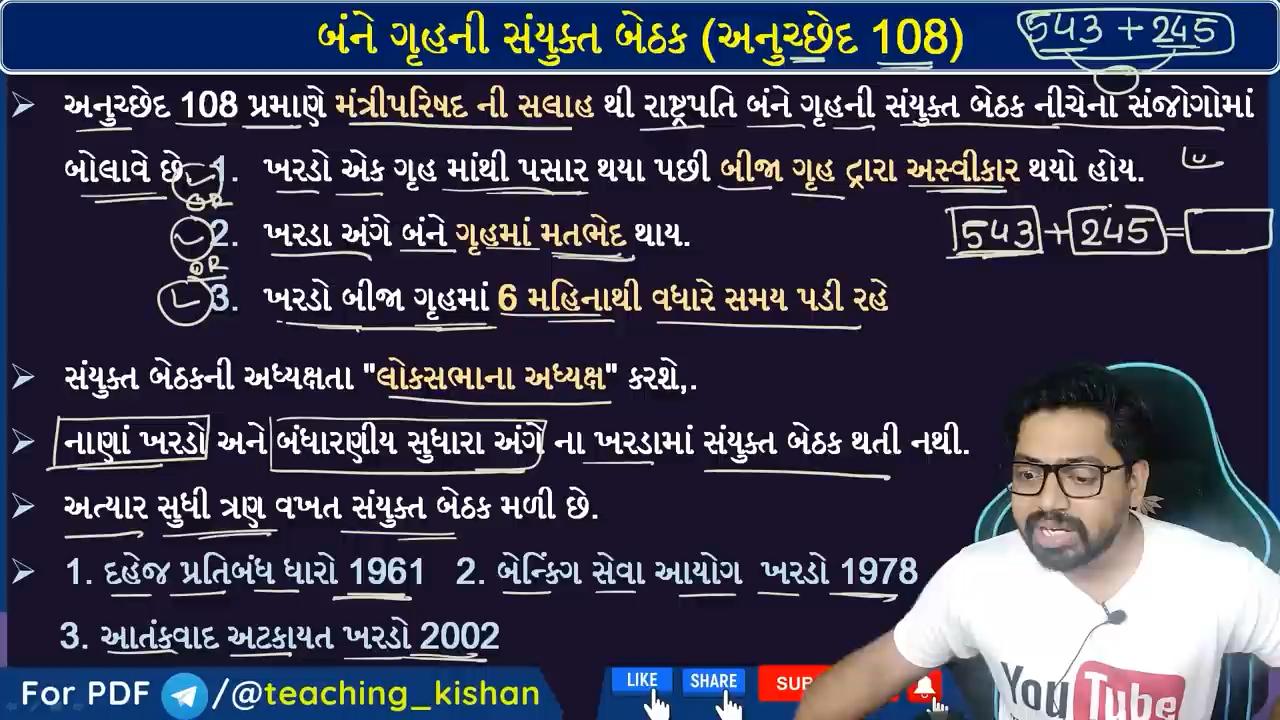 બંને ગૃહની સંયુક્ત બેઠક (અનુચ્છેદ 108)
543 + 245
અનુચ્છેદ 108 પ્રમાણે મંત્રીપરિષદ ની સલાહ થી રાષ્ટ્રપતિ બંને ગૃહની સંયુક્ત બેઠક નીચેના સંજોગોમાં
બોલાવે છે. 1. ખરડો એક ગૃહ માંથી પસાર થયા પછી બીજા ગૃહ દ્રારા અસ્વીકાર થયો હોય.
OR
2. ખરડા અંગે બંને ગૃહમાં મતભેદ થાય.
543 + 245 =
OR
3. ખરડો બીજા ગૃહમાં 6 મહિનાથી વધારે સમય પડી રહે
સંયુક્ત બેઠકની અધ્યક્ષતા "લોકસભાના અધ્યક્ષ" કરશે,.
નાણાં ખરડો અને બંધારણીય સુધારા અંગે ના ખરડામાં સંયુક્ત બેઠક થતી નથી.
અત્યાર સુધી ત્રણ વખત સંયુક્ત બેઠક મળી છે.
1. દહેજ પ્રતિબંધ ધારો 1961 2. બેન્કિંગ સેવા આયોગ ખરડો 1978
3. આતંકવાદ અટકાયત ખરડો 2002
For PDF /@teaching_kishan
LIKE SHARE SUB
YouTube